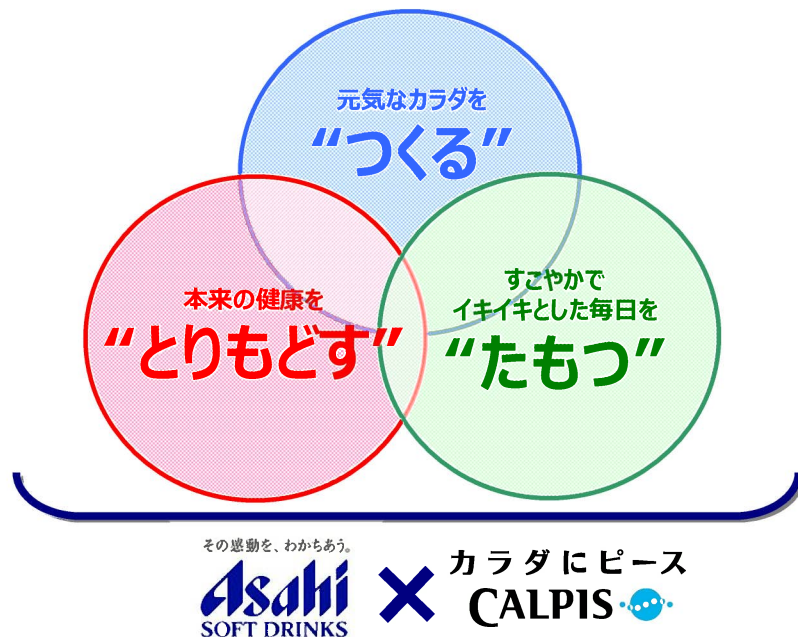 元気なカラダを
“つくる”
本来の健康を
“とりもどす”
すこやかで
イキイキとした毎日を
“たもつ”
その感動を、わかちあう。
Asahi
SOFT DRINKS
×
カラダにピース
CALPIS